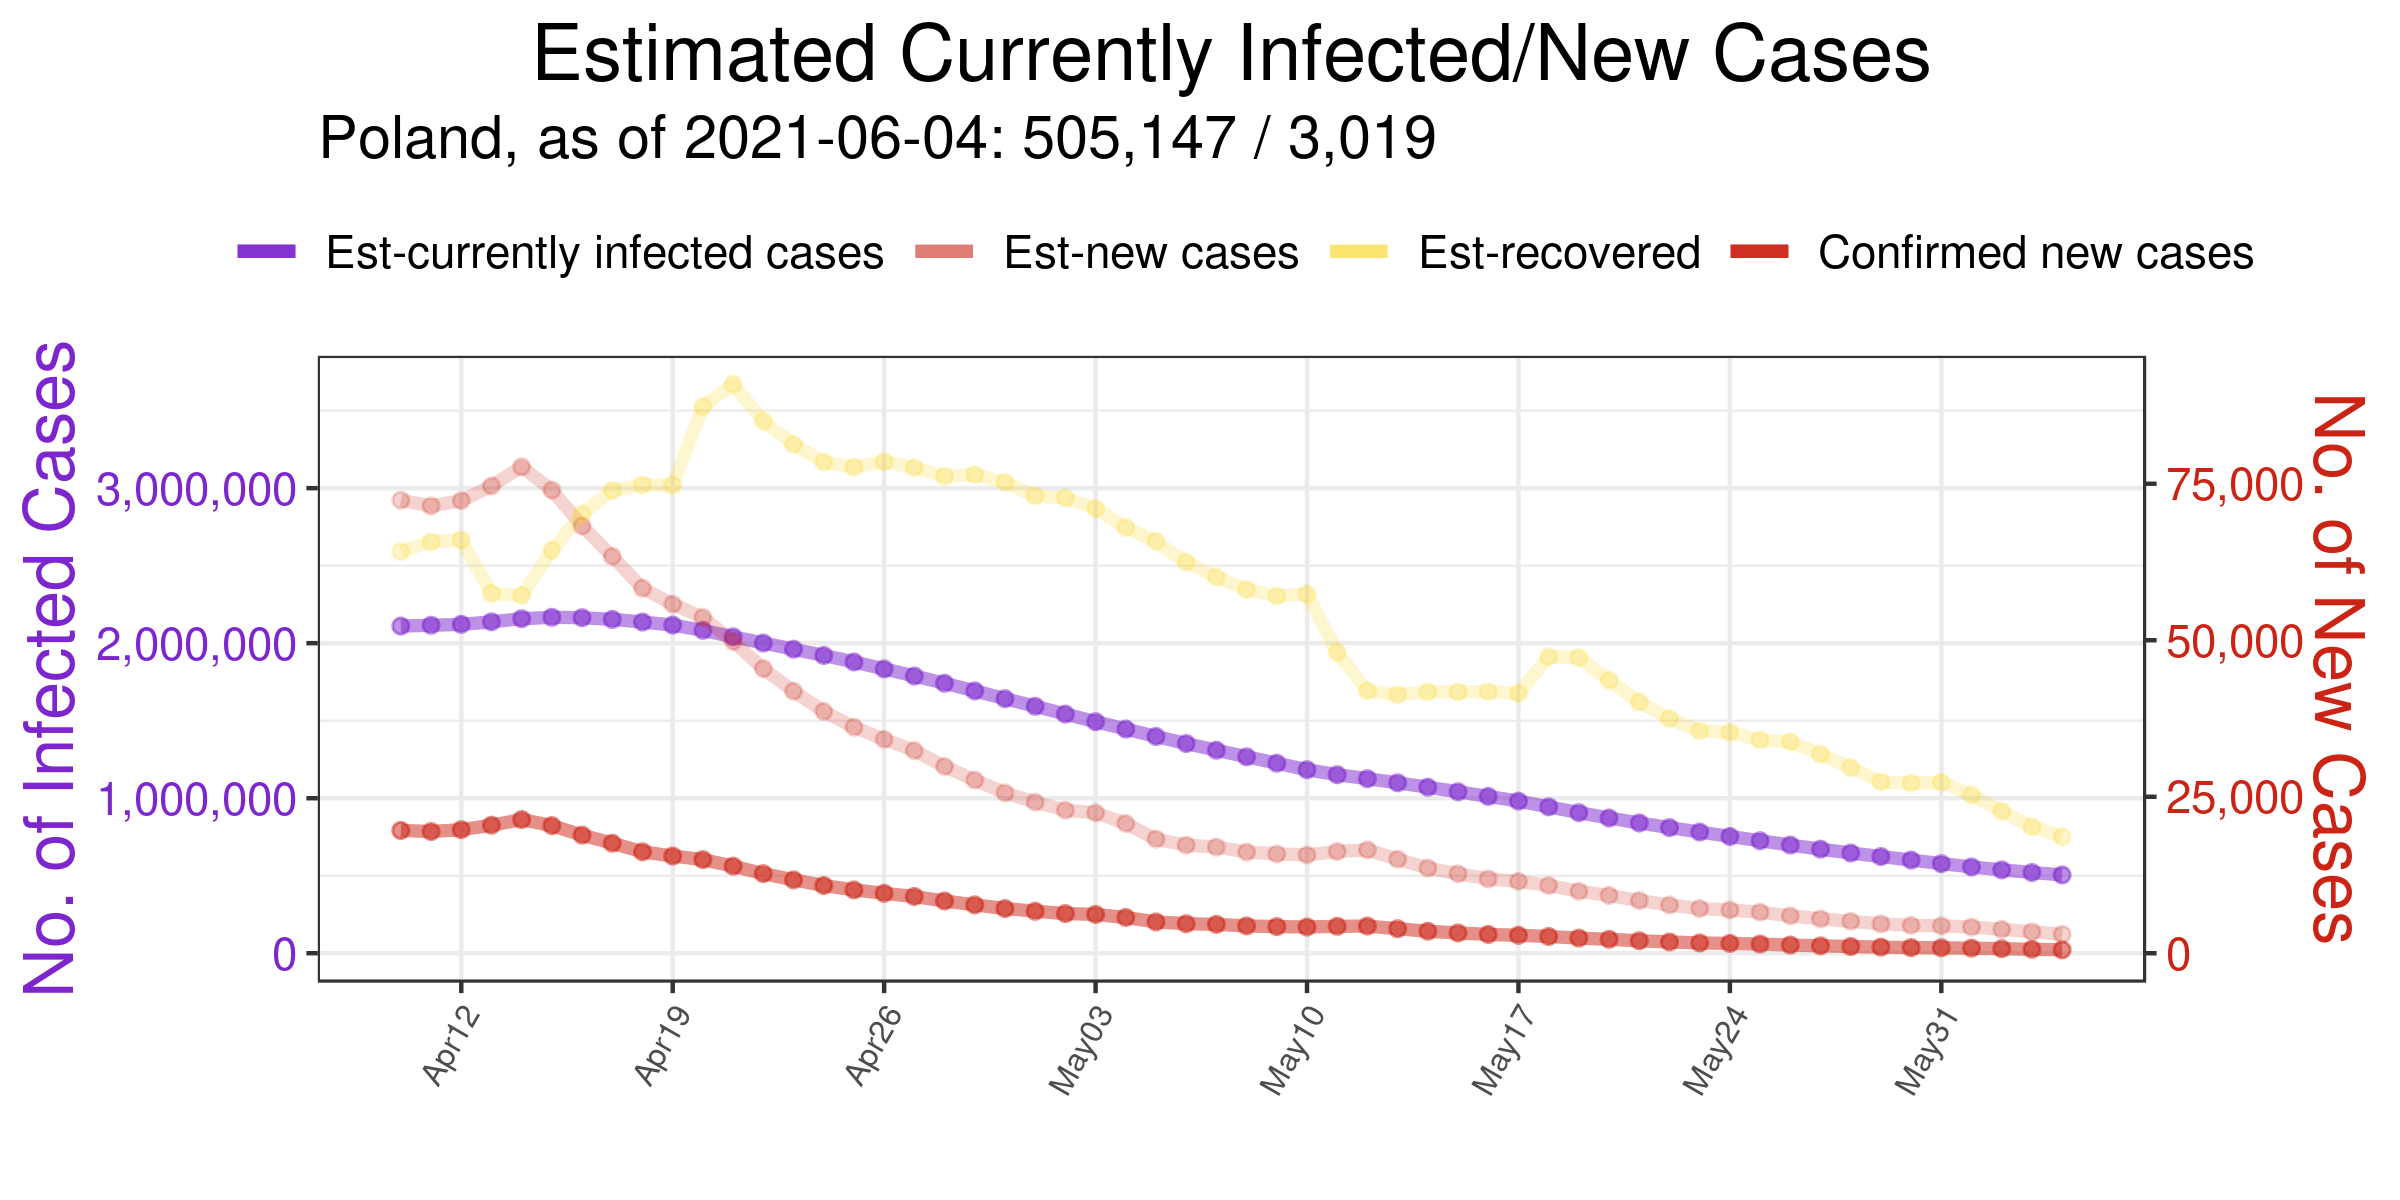 Estimated Currently Infected/New Cases
Poland, as of 2021-06-04: 505,147 / 3,019
Est-currently infected cases Est-new cases Est-recovered Confirmed new cases
No. of Infected Cases
3,000,000
2,000,000
1,000,000
0
75,000
50,000
25,000
0
No. of New Cases
Apr12 Apr19 Apr26 May03 May10 May17 May24 May31